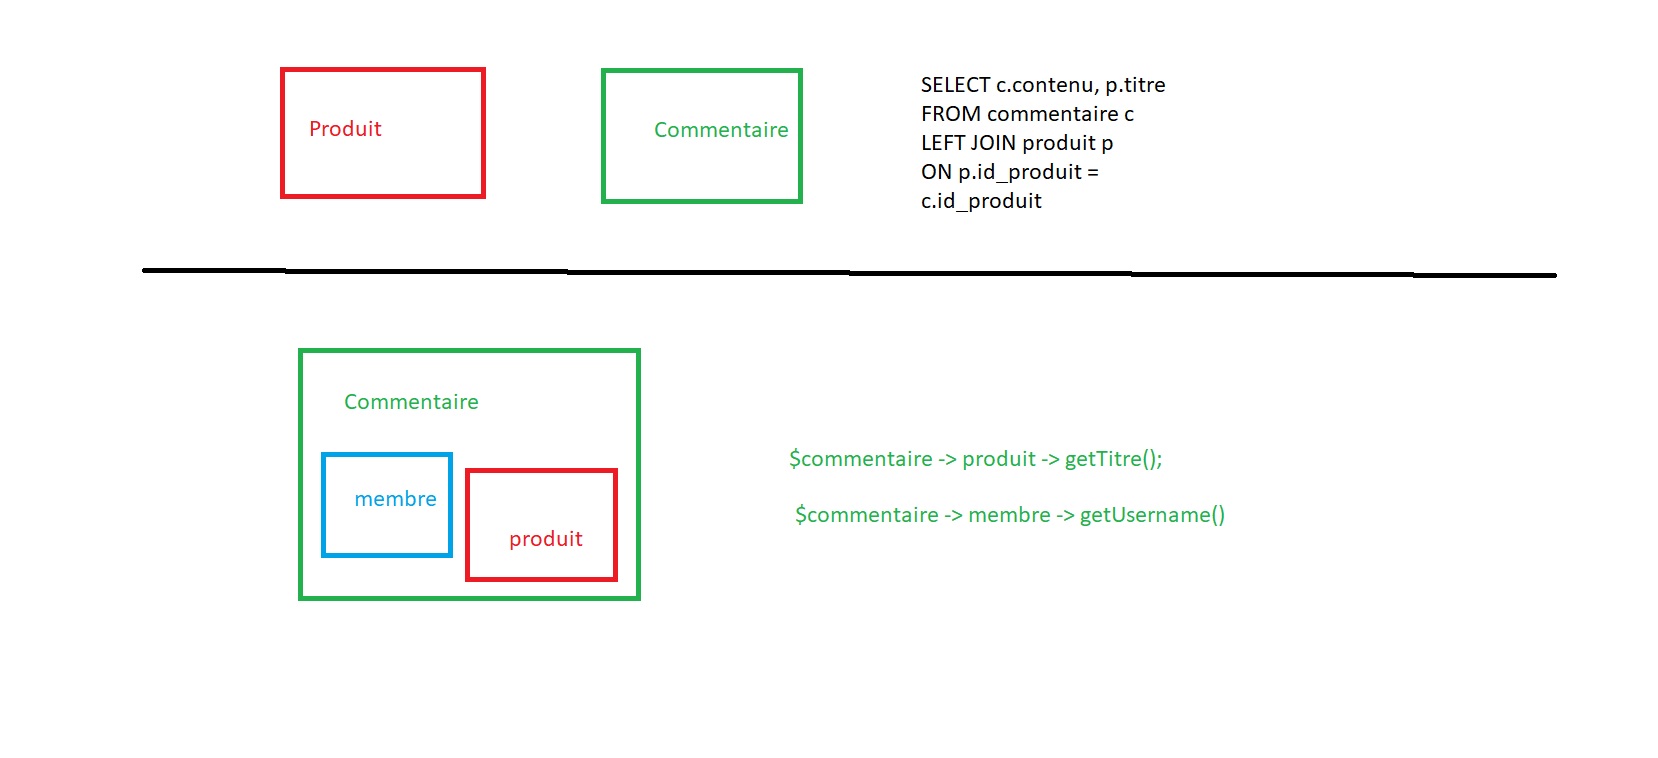 Produit
Commentaire
SELECT c.contenu, p.titre
FROM commentaire c
LEFT JOIN produit p
ON p.id_produit =
c.id_produit
Commentaire
membre
produit
$commentaire -> produit -> getTitre();
$commentaire -> membre -> getUsername()